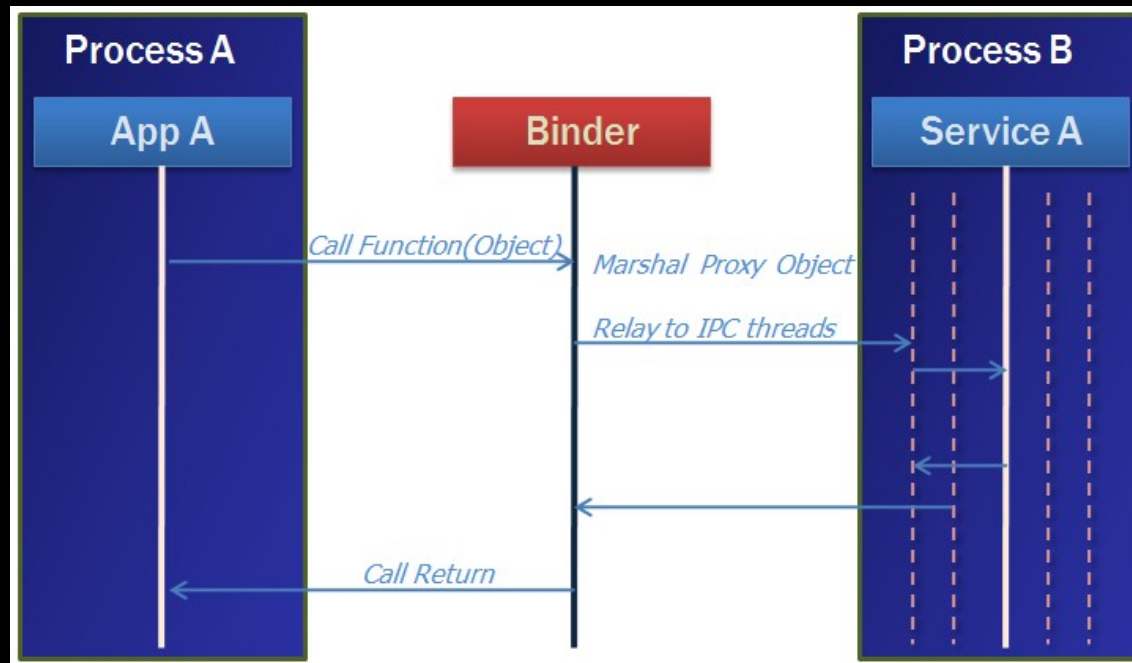 Process A
Process B
App A
Binder
Service A
Call Function(Object)
Marshal Proxy Object
Relay to IPC threads
Call Return